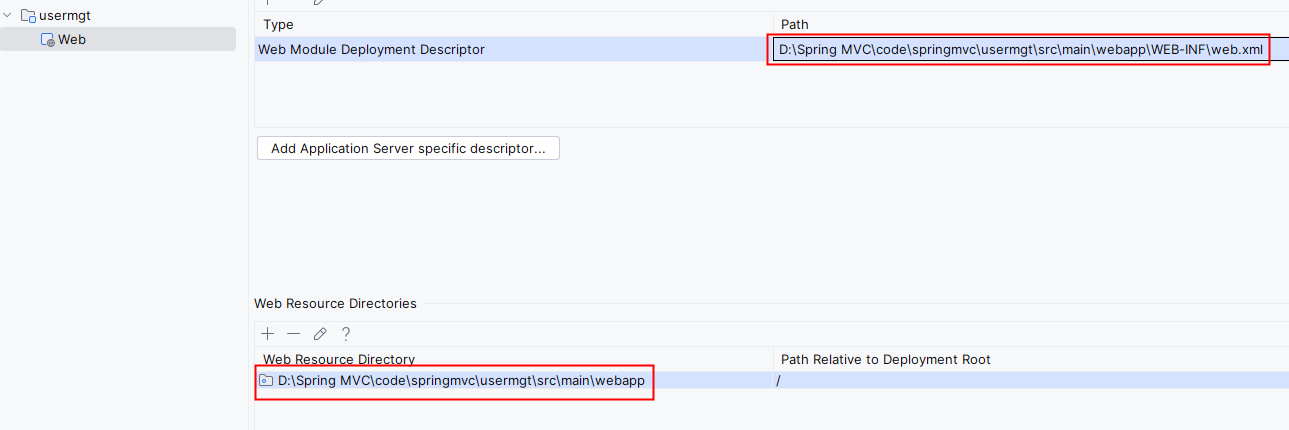 usermgt
Web
Type Path
Web Module Deployment Descriptor D:\Spring MVC\code\springmvc\usermgt\src\main\webapp\WEB-INF\web.xml
Add Application Server specific descriptor...
Web Resource Directories
?
Web Resource Directory Path Relative to Deployment Root
D:\Spring MVC\code\springmvc\usermgt\src\main\webapp /